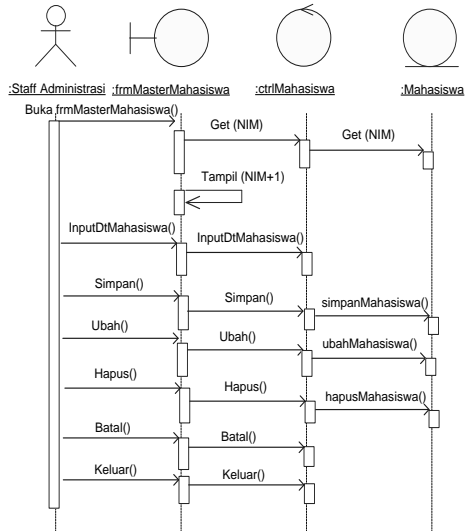 :Staff Administrasi :frmMasterMahasiswa :ctrlMahasiswa :Mahasiswa
Buka frmMasterMahasiswa()
Get (NIM)
Get (NIM)
Tampil (NIM+1)
InputDtMahasiswa()
InputDtMahasiswa()
Simpan()
Simpan()
simpanMahasiswa()
Ubah()
Ubah()
ubahMahasiswa()
Hapus()
Hapus()
hapusMahasiswa()
Batal()
Batal()
Keluar()
Keluar()